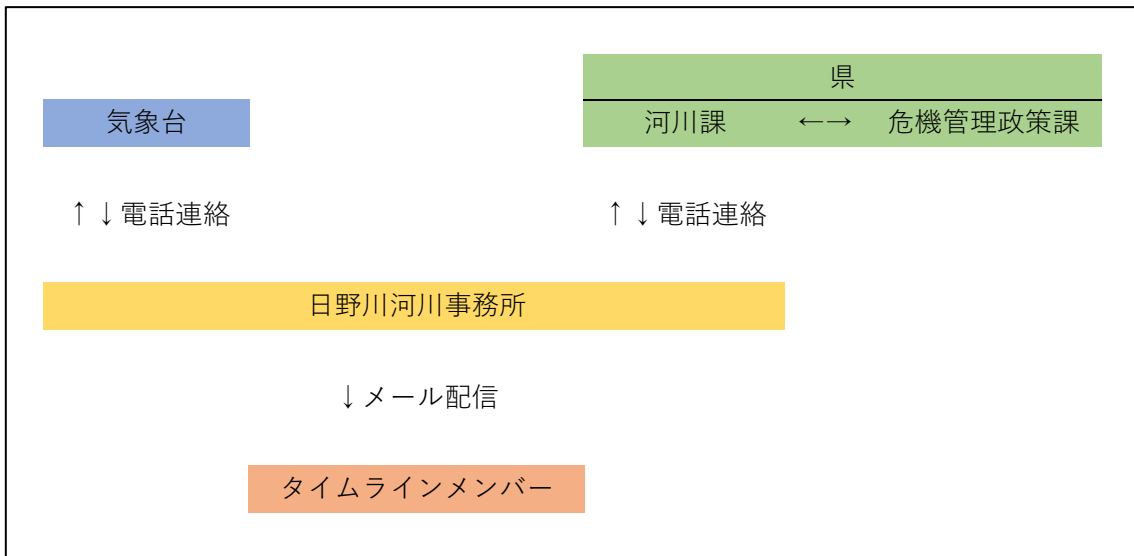 県
気象台
河川課 ←→ 危機管理政策課
↑↓電話連絡 ↑↓電話連絡
日野川河川事務所
↓メール配信
タイムラインメンバー